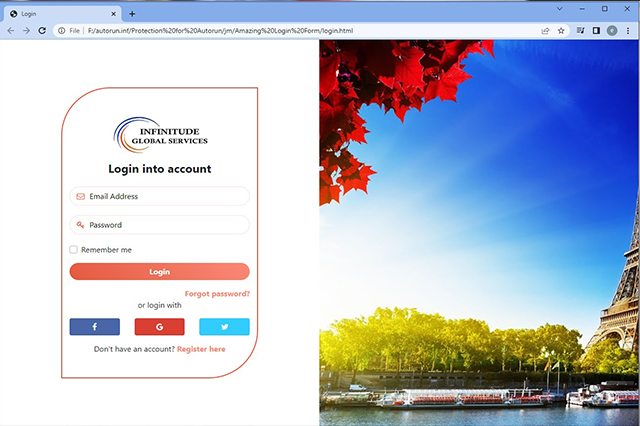 Login
File
F:/autorun.inf/Protection%20for%20Autorun/jm/Amazing%20Login%20Form/login.html
INFINITUDE
GLOBAL SERVICES
Login into account
Email Address
Password
Remember me
Login
Forgot password?
or login with
f G
Don't have an account? Register here